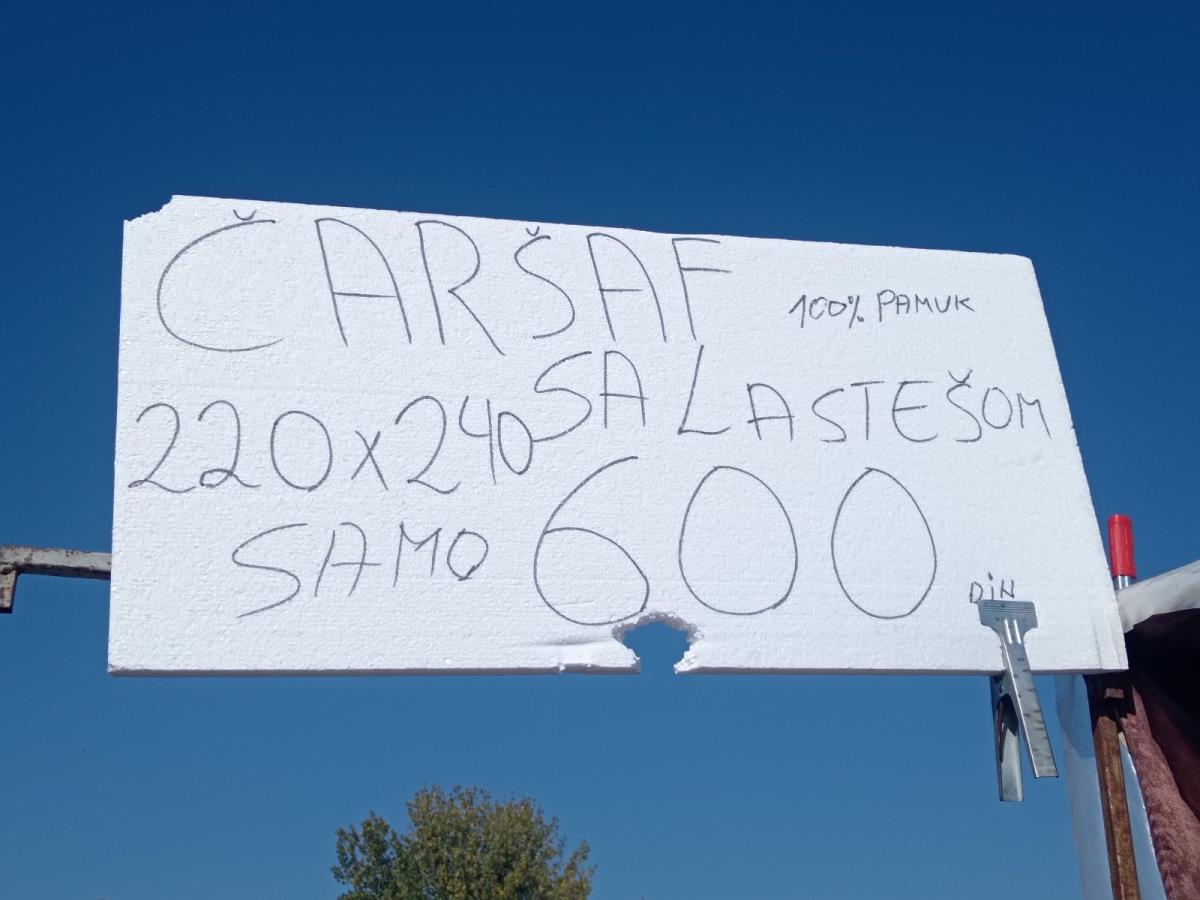 ČARŠAF 100% PAMUK
220x240 SA LASTEŠOM
SAMO 600 DiN